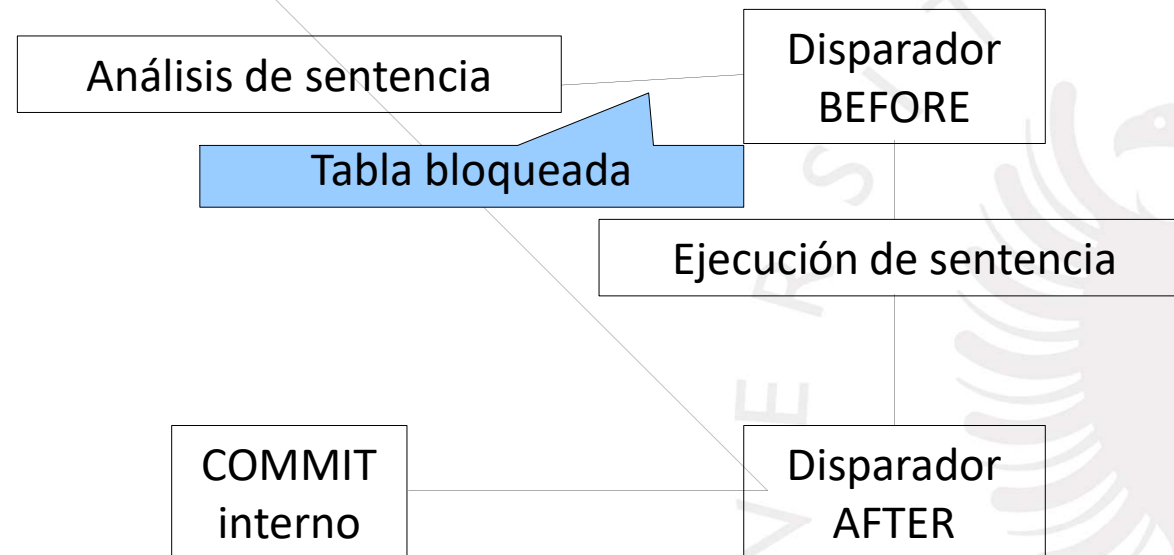 Análisis de sentencia
Disparador
BEFORE
Tabla bloqueada
Ejecución de sentencia
COMMIT
interno
Disparador
AFTER
V E R S I T